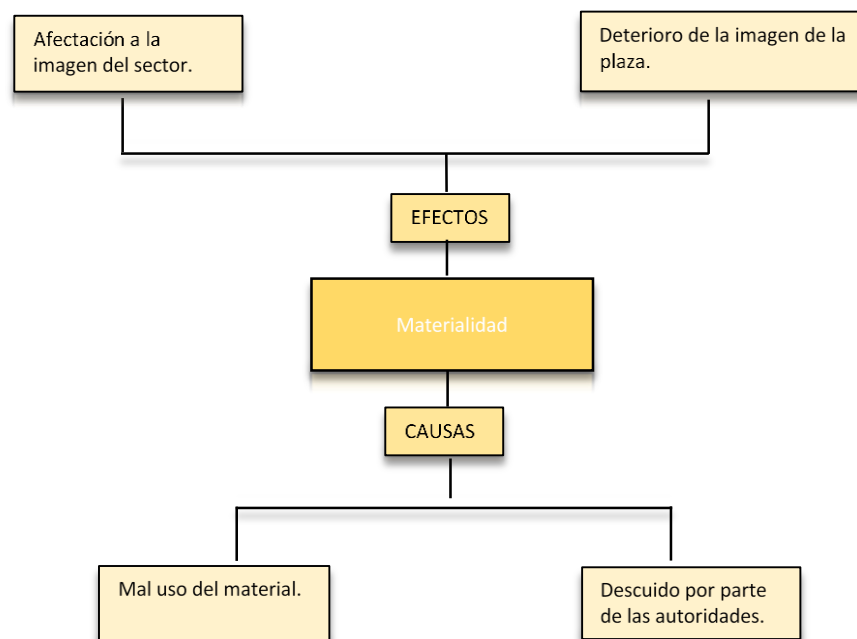 Afectación a la
imagen del sector.
Deterioro de la imagen de la
plaza.
EFECTOS
Materialidad
CAUSAS
Mal uso del material.
Descuido por parte
de las autoridades.